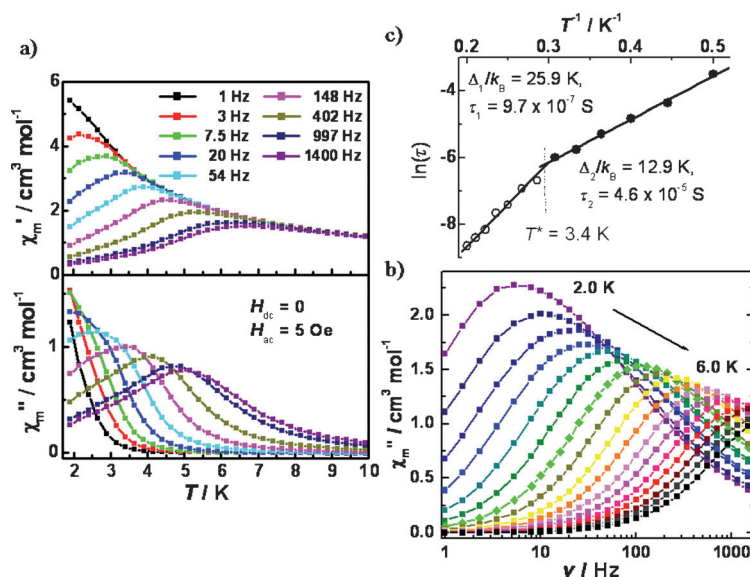 a)
χm' / cm³ mol⁻¹
6
4
2
0
1 Hz
3 Hz
7.5 Hz
20 Hz
54 Hz
148 Hz
402 Hz
997 Hz
1400 Hz
χm'' / cm³ mol⁻¹
1
0
Hdc = 0
Hac = 5 Oe
2 3 4 5 6 7 8 9 10
T / K
c)
T⁻¹ / K⁻¹
0.2 0.3 0.4 0.5
ln(τ)
-4
-6
-8
Δ1/kB = 25.9 K,
τ1 = 9.7 x 10⁻⁷ S
Δ2/kB = 12.9 K,
τ2 = 4.6 x 10⁻⁵ S
T* = 3.4 K
b)
χm'' / cm³ mol⁻¹
2.0
1.5
1.0
0.5
0.0
2.0 K
6.0 K
1 10 100 1000
ν / Hz